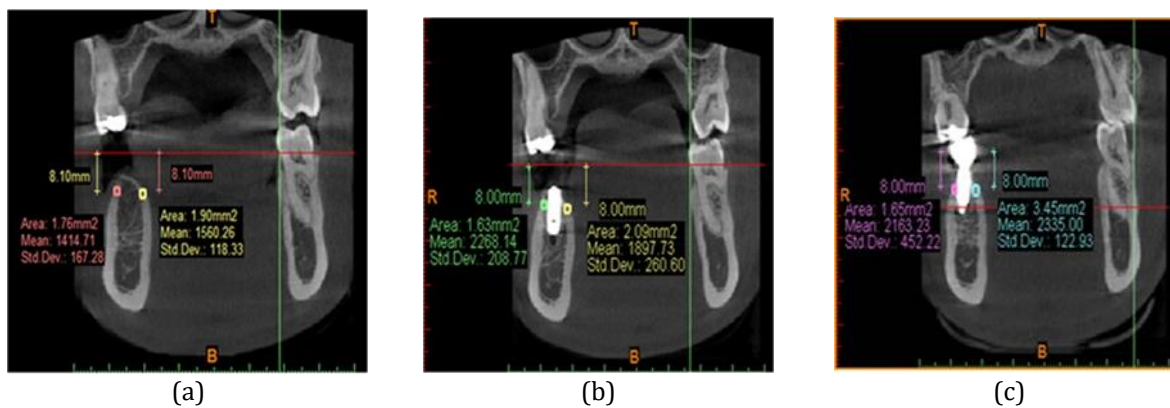 T
8.10mm
8.10mm
Area: 1.76mm2
Mean: 1414.71
Std.Dev.: 167.28
Area: 1.90mm2
Mean: 1560.26
Std.Dev.: 118.33
B
(a)
T
R
8.00mm
8.00mm
Area: 1.63mm2
Mean: 2268.14
Std.Dev.: 208.77
Area: 2.09mm2
Mean: 1897.73
Std.Dev.: 260.60
B
(b)
T
R
8.00mm
8.00mm
Area: 1.65mm2
Mean: 2163.23
Std.Dev.: 452.22
Area: 3.45mm2
Mean: 2335.00
Std.Dev.: 122.93
B
(c)